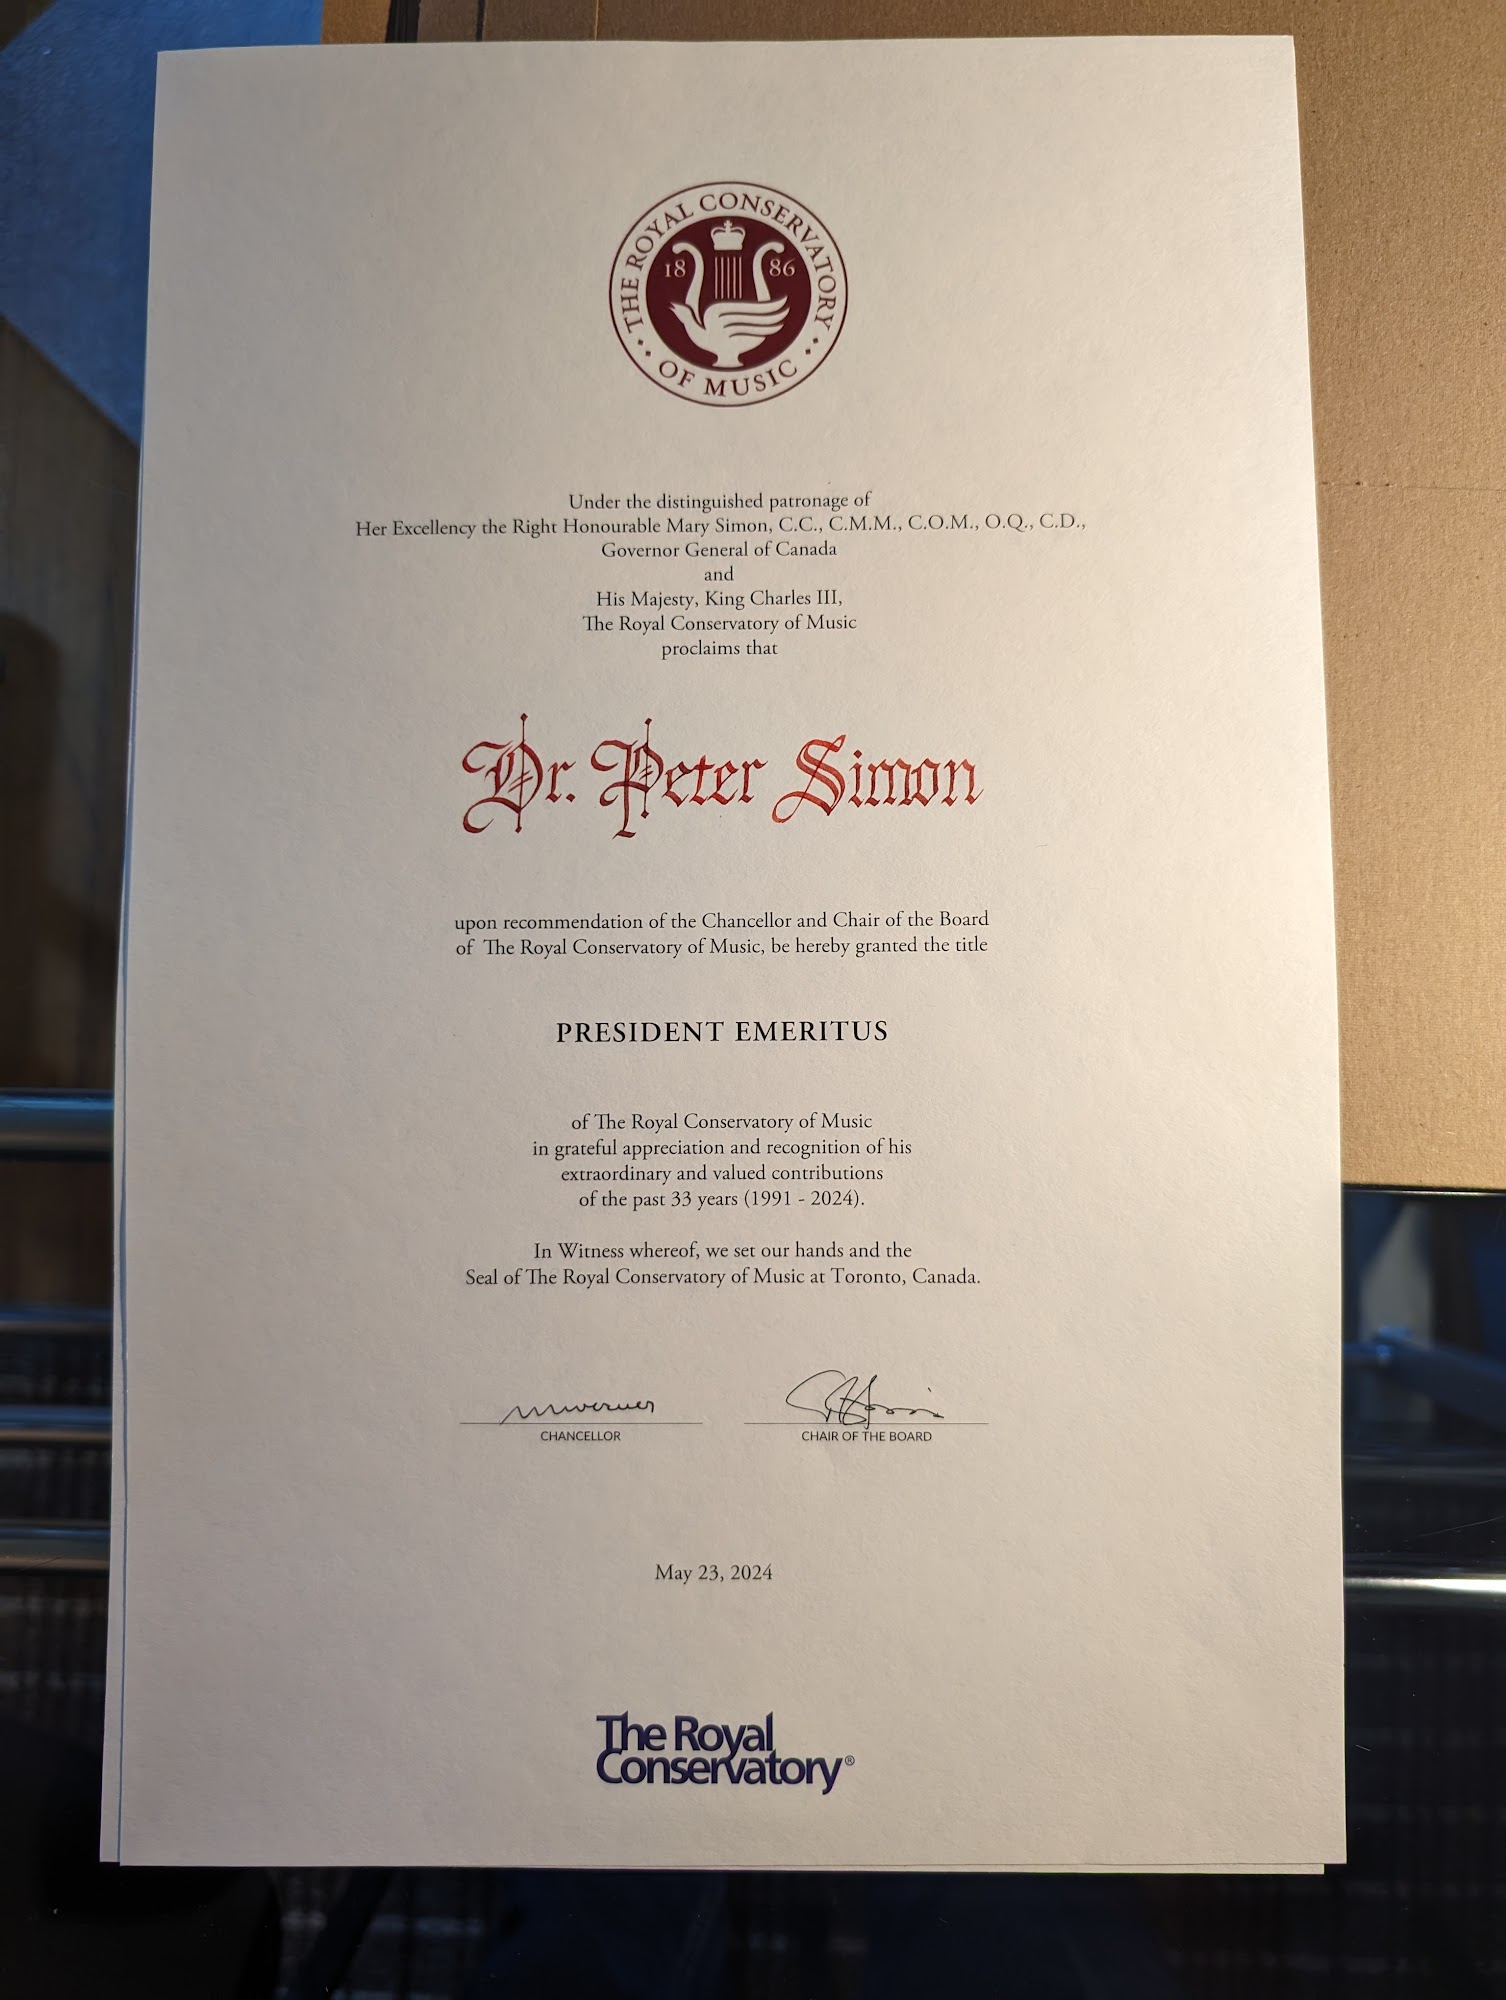 THE ROYAL CONSERVATORY
OF MUSIC
18 86
Under the distinguished patronage of
Her Excellency the Right Honourable Mary Simon, C.C., C.M.M., C.O.M., O.Q., C.D.,
Governor General of Canada
and
His Majesty, King Charles III,
The Royal Conservatory of Music
proclaims that
Dr. Peter Simon
upon recommendation of the Chancellor and Chair of the Board
of The Royal Conservatory of Music, be hereby granted the title
PRESIDENT EMERITUS
of The Royal Conservatory of Music
in grateful appreciation and recognition of his
extraordinary and valued contributions
of the past 33 years (1991 - 2024).
In Witness whereof, we set our hands and the
Seal of The Royal Conservatory of Music at Toronto, Canada.
CHANCELLOR CHAIR OF THE BOARD
May 23, 2024
The Royal
Conservatory®